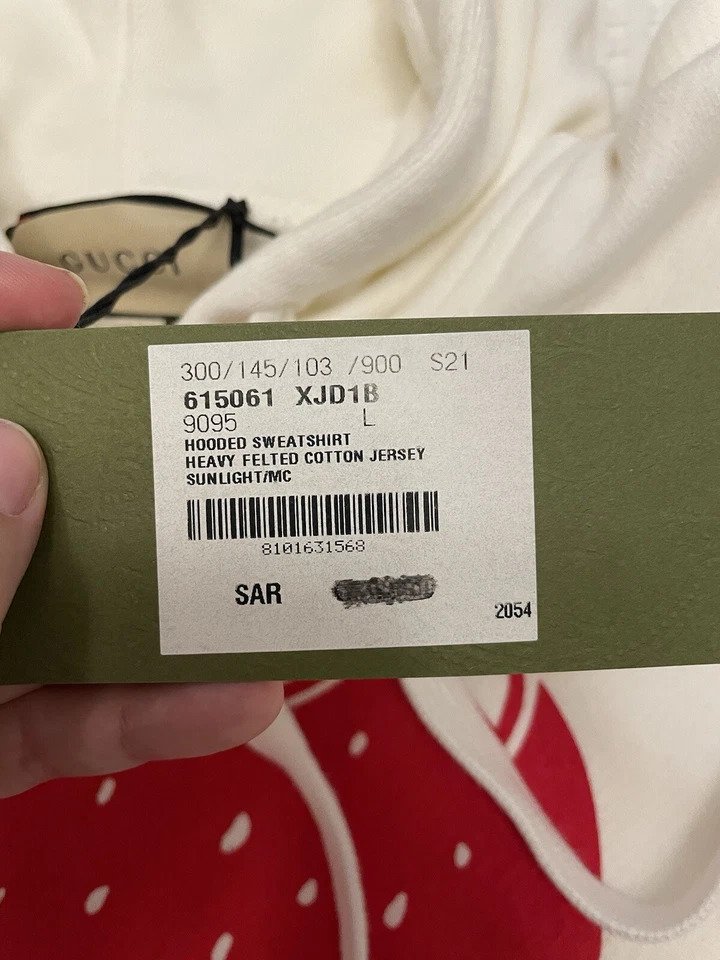 GUCCI
300/145/103 /900 S21
615061 XJD1B
9095 L
HOODED SWEATSHIRT
HEAVY FELTED COTTON JERSEY
SUNLIGHT/MC
8101631568
SAR
2054